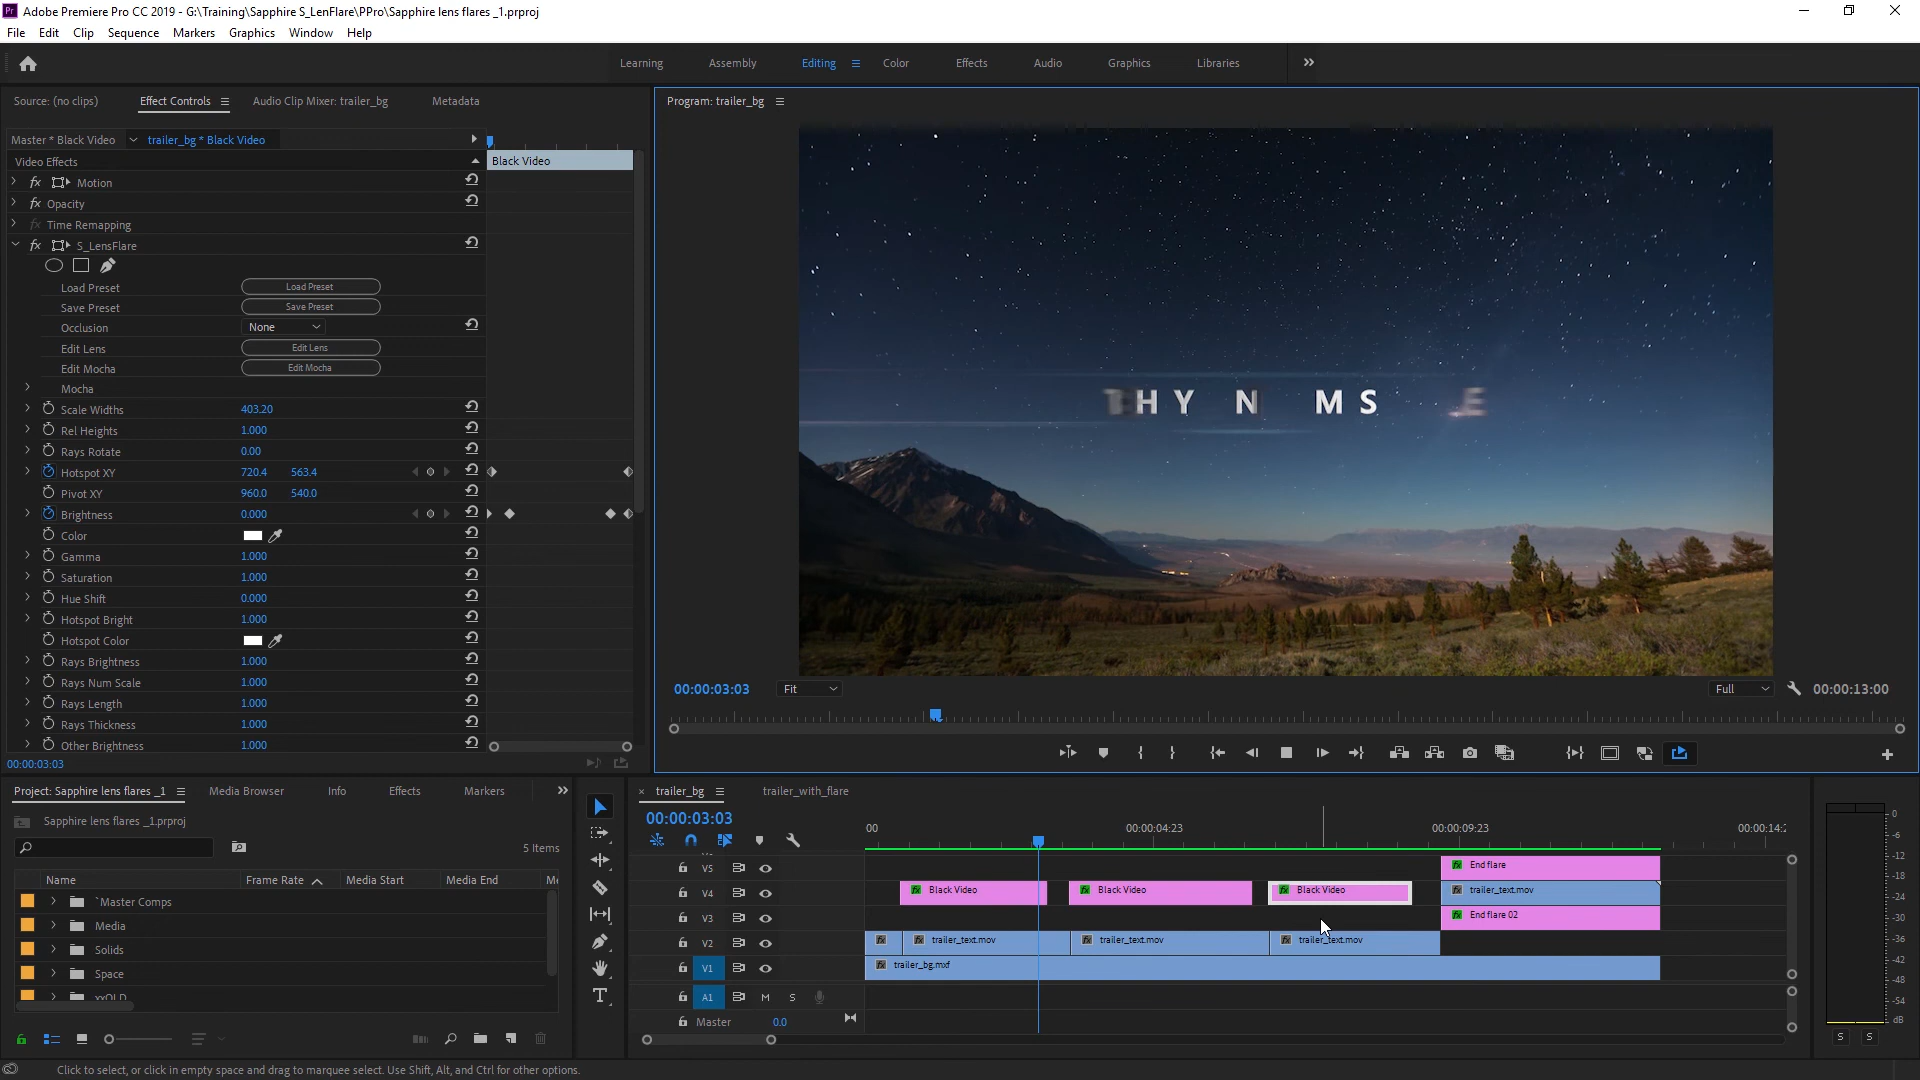 Adobe Premiere Pro CC 2019 - G:\Training\Sapphire S_LenFlare\PPro\Sapphire lens flares _1.prproj
File Edit Clip Sequence Markers Graphics Window Help
Learning Assembly Editing Color Effects Audio Graphics Libraries
Source: (no clips) Effect Controls Audio Clip Mixer: trailer_bg Metadata
Program: trailer_bg
Master * Black Video trailer_bg * Black Video
Video Effects
Black Video
fx Motion
fx Opacity
fx Time Remapping
fx S_LensFlare
Load Preset Load Preset
Save Preset Save Preset
Occlusion None
Edit Lens Edit Lens
Edit Mocha Edit Mocha
Mocha
Scale Widths 403.20
Rel Heights 1.000
Rays Rotate 0.00
Hotspot XY 720.4 563.4
Pivot XY 960.0 540.0
Brightness 0.000
Color
Gamma 1.000
Saturation 1.000
Hue Shift 0.000
Hotspot Bright 1.000
Hotspot Color
Rays Brightness 1.000
Rays Num Scale 1.000
Rays Length 1.000
Rays Thickness 1.000
Other Brightness 1.000
00:00:03:03
HY N MS E
00:00:03:03 Fit Full 00:00:13:00
Project: Sapphire lens flares _1 Media Browser Info Effects Markers
Sapphire lens flares _1.prproj
5 Items
Name Frame Rate Media Start Media End
`Master Comps
Media
Solids
Space
xxOLD
trailer_bg trailer_with_flare
00:00:03:03
00 00:00:04:23 00:00:09:23 00:00:14:2
V5 End flare
V4 Black Video Black Video Black Video trailer_text.mov
V3 End flare 02
V2 trailer_text.mov trailer_text.mov trailer_text.mov
V1 trailer_bg.mxf
A1 M S
Master 0.0
0
-6
-12
-18
-24
-30
-36
-42
-48
-54
dB
S S
Click to select, or click in empty space and drag to marquee select. Use Shift, Alt, and Ctrl for other options.